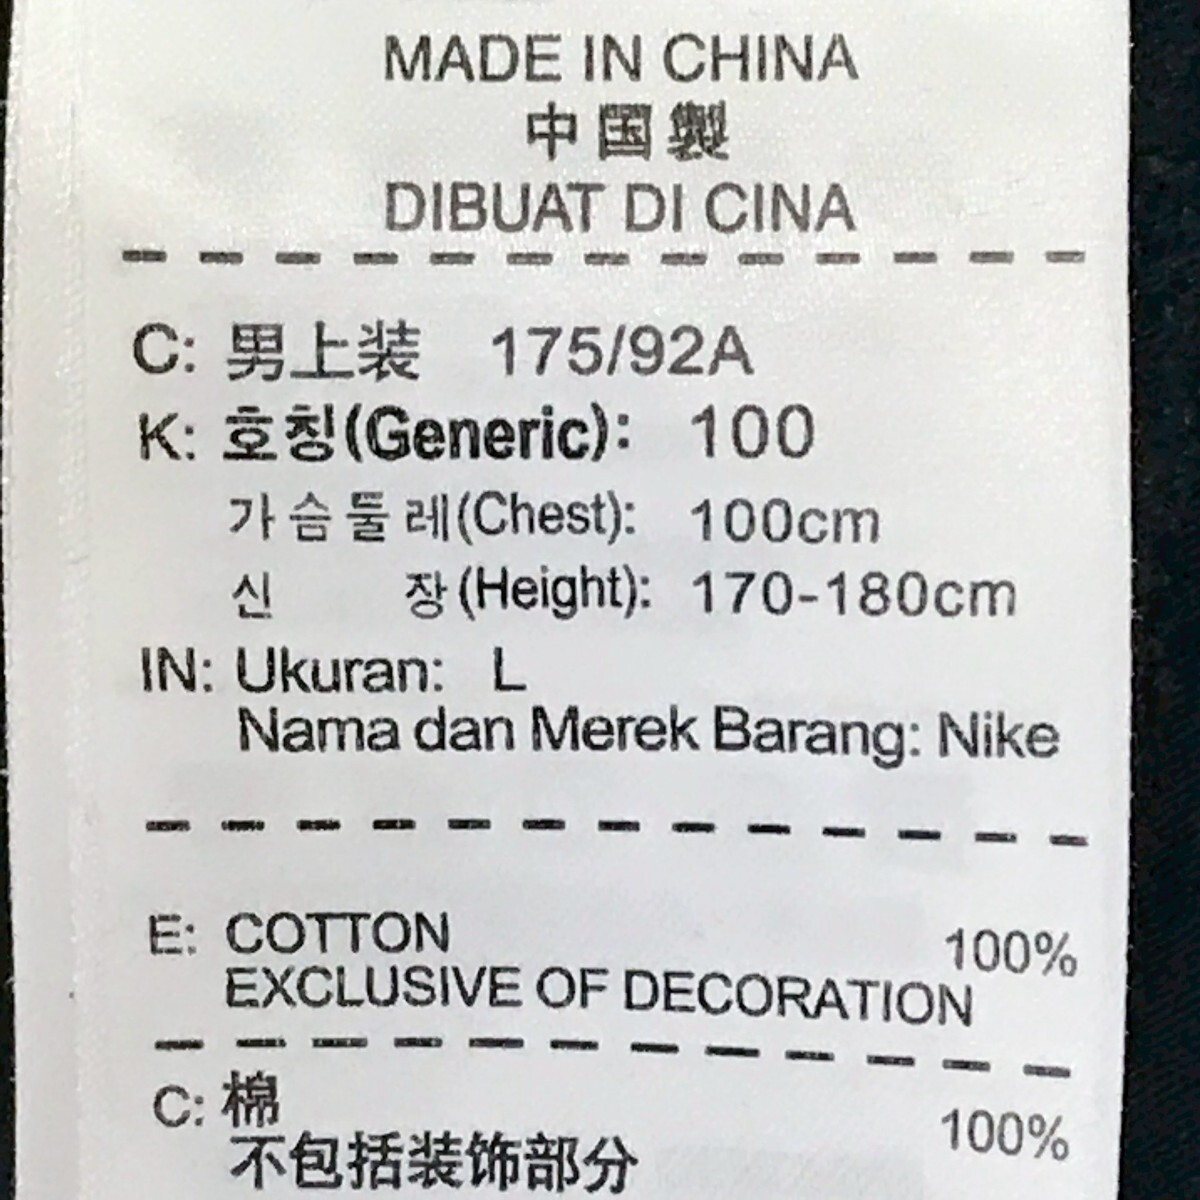 MADE IN CHINA
中国製
DIBUAT DI CINA
C: 男上装 175/92A
K: 호칭(Generic): 100
가슴둘레(Chest): 100cm
신 장(Height): 170-180cm
IN: Ukuran: L
Nama dan Merek Barang: Nike
E: COTTON 100%
EXCLUSIVE OF DECORATION
C: 棉 100%
不包括装饰部分